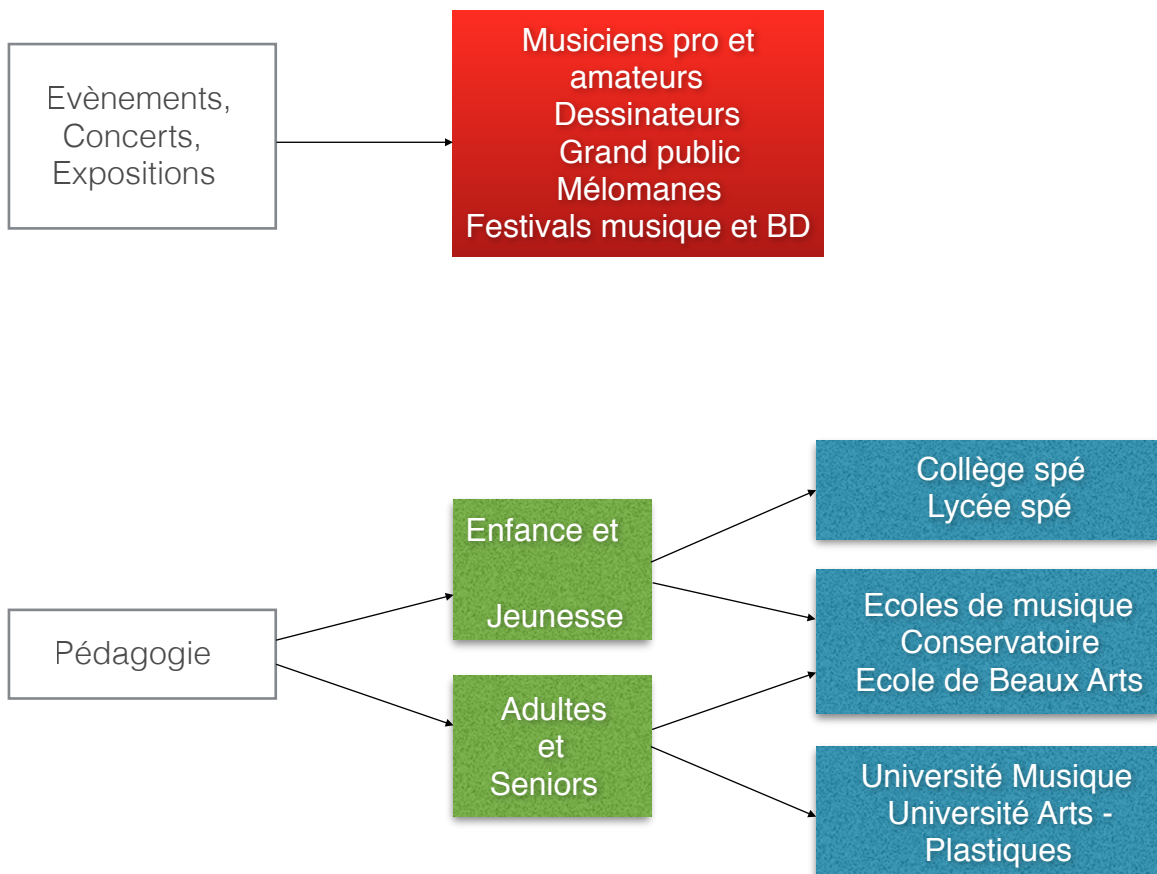 Evènements,
Concerts,
Expositions
Musiciens pro et
amateurs
Dessinateurs
Grand public
Mélomanes
Festivals musique et BD
Pédagogie
Enfance et
Jeunesse
Adultes
et
Seniors
Collège spé
Lycée spé
Ecoles de musique
Conservatoire
Ecole de Beaux Arts
Université Musique
Université Arts -
Plastiques